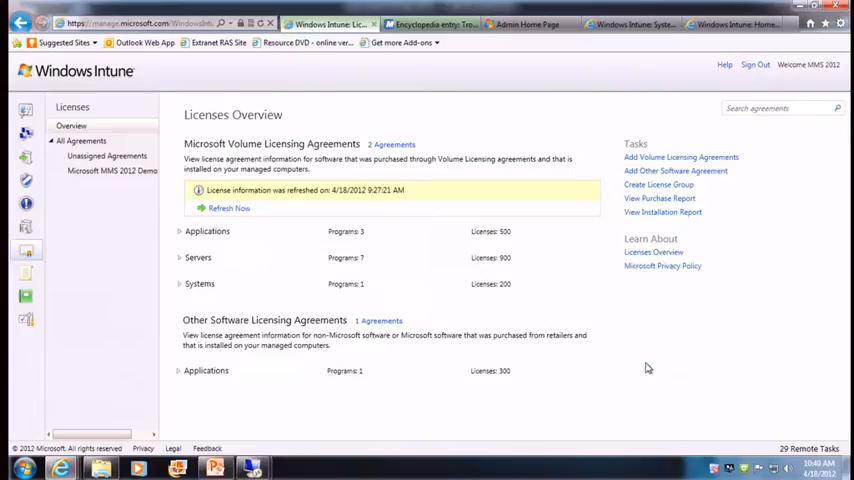 https://manage.microsoft.com/WindowsInt
Windows Intune: Lic...
Encyclopedia entry: Tro...
Admin Home Page
Windows Intune: Syste...
Windows Intune: Home...
Suggested Sites
Outlook Web App
Extranet RAS Site
Resource DVD - online ver...
Get more Add-ons
Windows Intune
Help
Sign Out
Welcome MMS 2012
Licenses
Overview
All Agreements
Unassigned Agreements
Microsoft MMS 2012 Demo
Licenses Overview
Search agreements
Microsoft Volume Licensing Agreements 2 Agreements
View license agreement information for software that was purchased through Volume Licensing agreements and that is
installed on your managed computers.
License information was refreshed on: 4/18/2012 9:27:21 AM
Refresh Now
Applications Programs: 3 Licenses: 500
Servers Programs: 7 Licenses: 900
Systems Programs: 1 Licenses: 200
Other Software Licensing Agreements 1 Agreements
View license agreement information for non-Microsoft software or Microsoft software that was purchased from retailers and
that is installed on your managed computers.
Applications Programs: 1 Licenses: 300
Tasks
Add Volume Licensing Agreements
Add Other Software Agreement
Create License Group
View Purchase Report
View Installation Report
Learn About
Licenses Overview
Microsoft Privacy Policy
© 2012 Microsoft. All rights reserved Privacy Legal Feedback
29 Remote Tasks
10:40 AM
4/18/2012